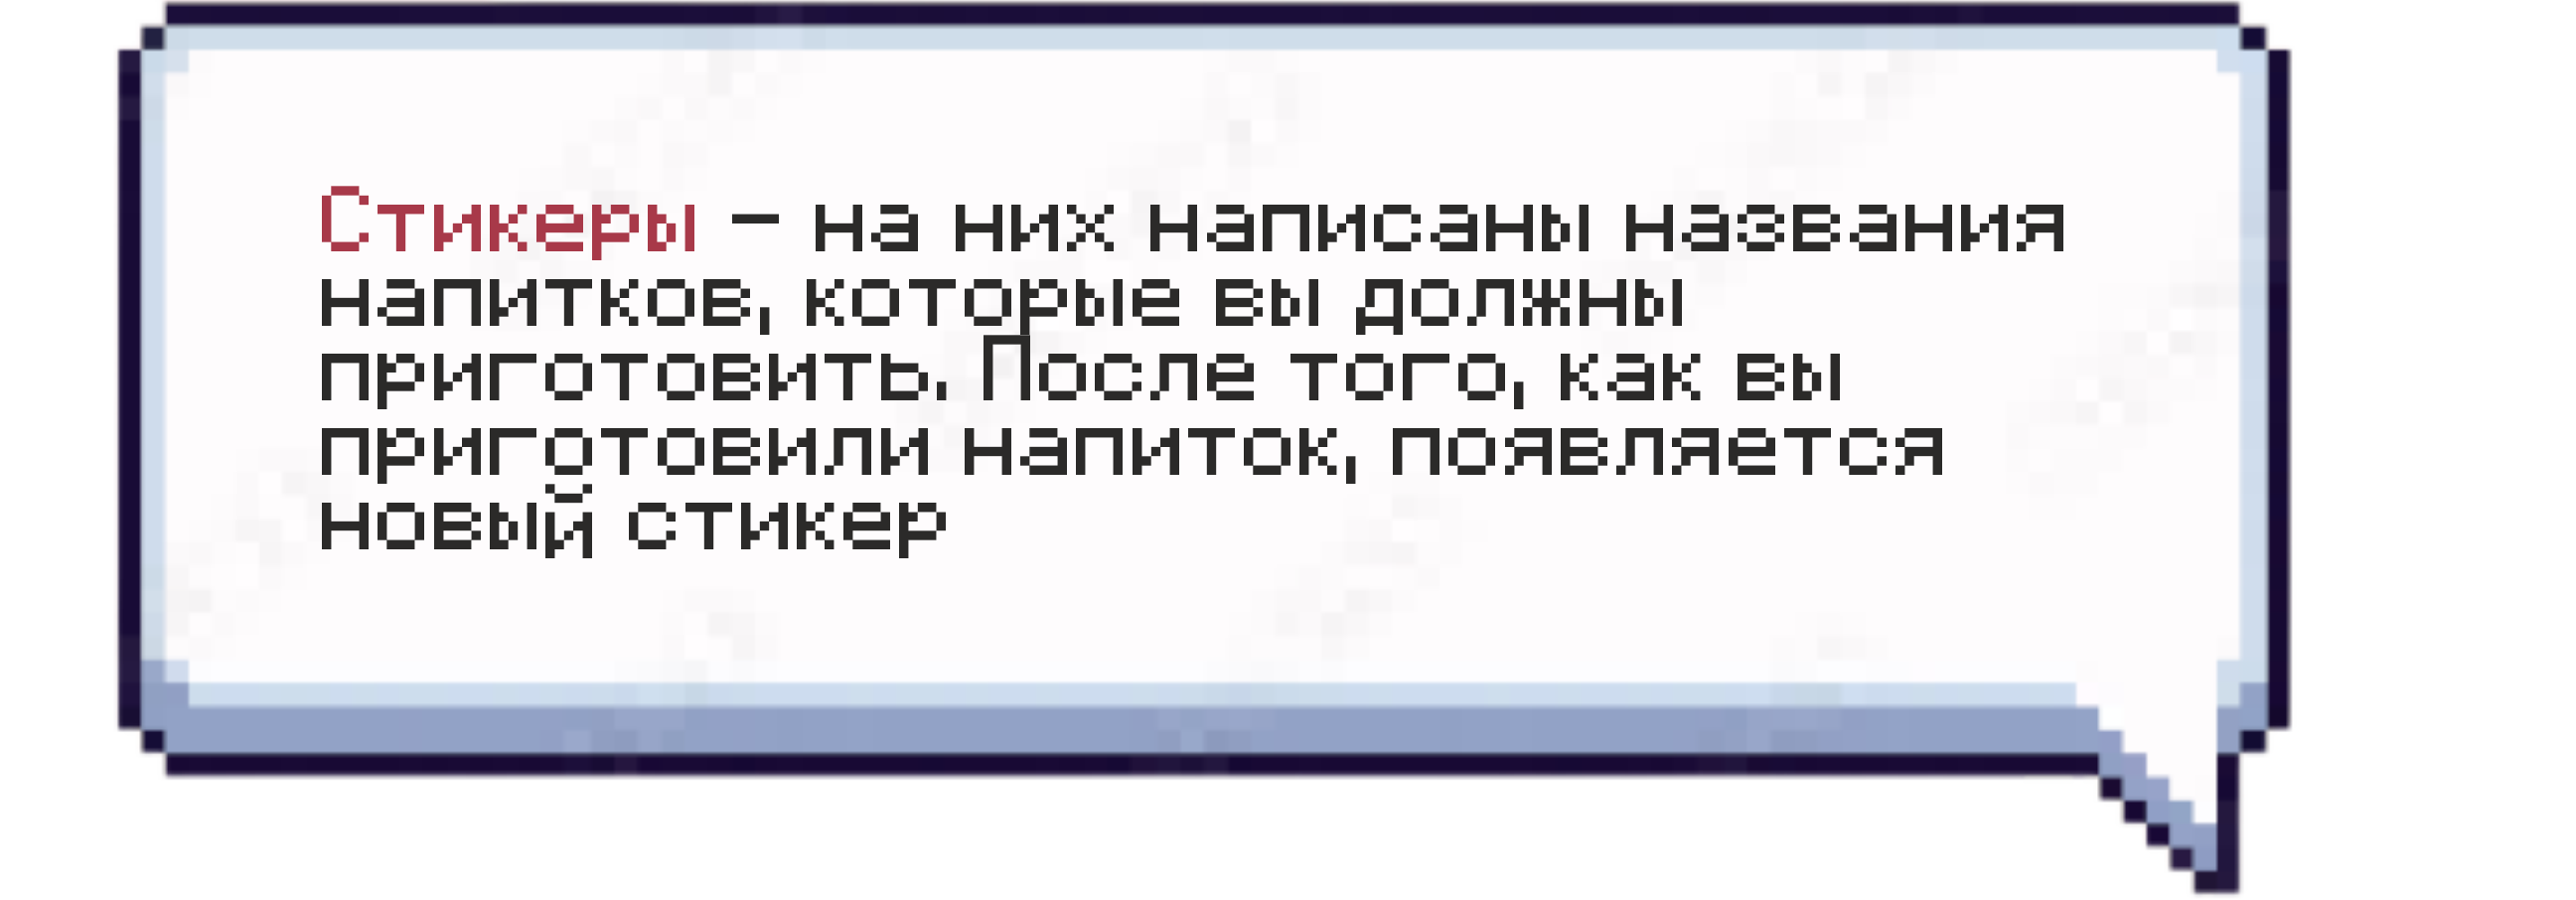 Стикеры – на них написаны названия
напитков, которые вы должны
приготовить. После того, как вы
приготовили напиток, появляется
новый стикер